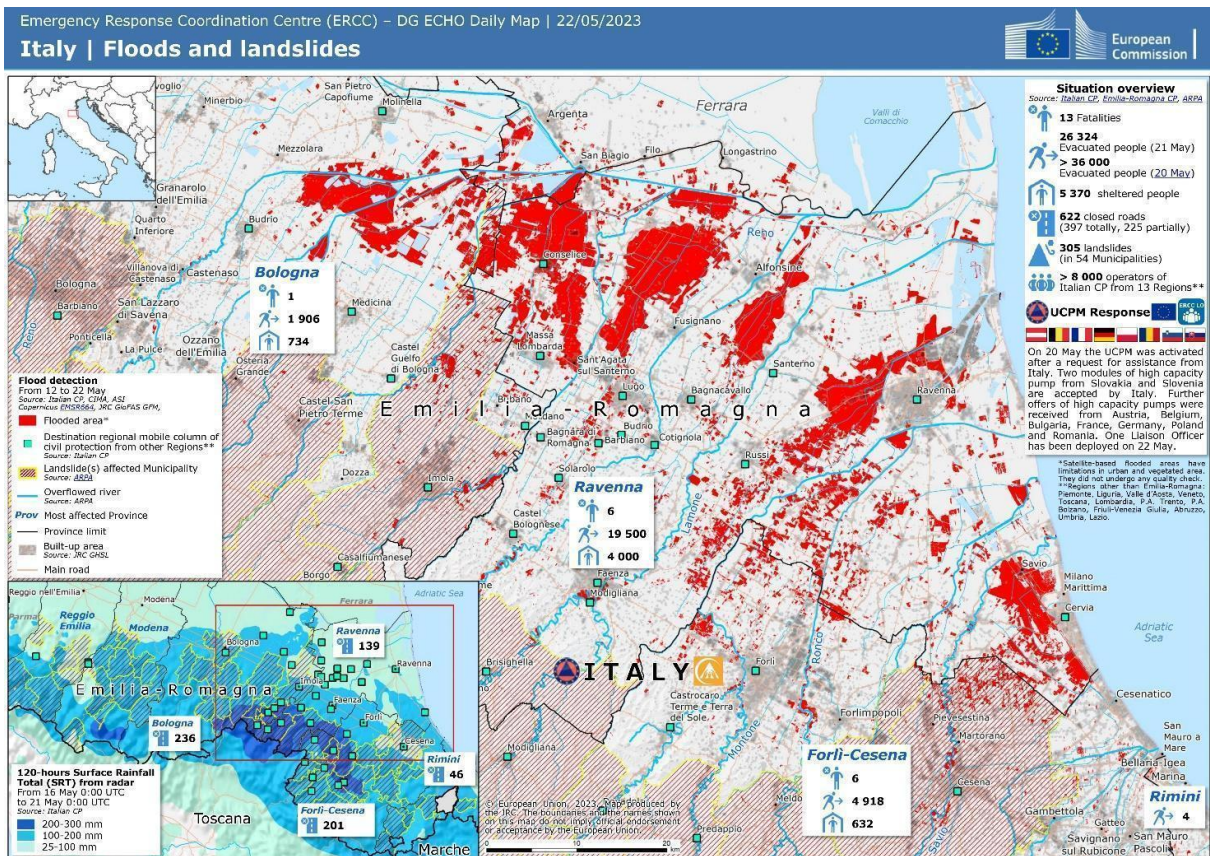 Emergency Response Coordination Centre (ERCC) – DG ECHO Daily Map | 22/05/2023
Italy | Floods and landslides
European
Commission
Situation overview
Source: Italian CP, Emilia-Romagna CP, ARPA
13 Fatalities
26 324
Evacuated people (21 May)
> 36 000
Evacuated people (20 May)
5 370 sheltered people
622 closed roads
(397 totally, 225 partially)
305 landslides
(in 54 Municipalities)
> 8 000 operators of
Italian CP from 13 Regions**
UCPM Response
ERCC LO
On 20 May the UCPM was activated
after a request for assistance from
Italy. Two modules of high capacity
pump from Slovakia and Slovenia
are accepted by Italy. Further
offers of high capacity pumps were
received from Austria, Belgium,
Bulgaria, France, Germany, Poland
and Romania. One Liaison Officer
has been deployed on 22 May.
*Satellite-based flooded areas have
limitations in urban and vegetated area.
They did not undergo any quality check.
**Regions other than Emilia-Romagna:
Piemonte, Liguria, Valle d'Aosta, Veneto,
Toscana, Lombardia, P.A. Trento, P.A.
Bolzano, Friuli-Venezia Giulia, Abruzzo,
Umbria, Lazio.
voglio
Minerbio
San Pietro
Capofiume
Molinella
Argenta
Ferrara
Valli di
Comacchio
Mezzolara
San Biagio
Filo
Longastrino
Granarolo
dell'Emilia
Quarto
Inferiore
Budrio
Reno
Villanova di
Castenaso
Castenaso
Bologna
Barbiano
San Lazzaro
di Savena
Reno
Ponticella
La Pulce
Ozzano
dell'Emilia
Osteria
Grande
Medicina
Castel
Guelfo
di Bologna
Castel San
Pietro Terme
Conselice
Alfonsine
Fusignano
Massa
Lombarda
Sant'Agata
sul Santerno
Santerno
Lugo
Bagnacavallo
Ravenna
Emilia-Romagna
Bagnara di
Romagna
Barbiano
Budrio
Cotignola
Dozza
Imola
Solarolo
Russi
Castel
Bolognese
Lamone
Casalfiumanese
Borgo
Faenza
Modigliana
Savio
Milano
Marittima
Cervia
Adriatic
Sea
Brisighella
ITALY
Forlì
Ronco
Castrocaro
Terme e Terra
del Sole
Montone
Forlimpopoli
Pievesestina
Martorano
Cesenatico
San
Mauro a
Mare
Bellaria-Igea
Marina
Modigliana
Meldo
Cesena
Savio
Gambettola
Gatteo
Savignano
sul Rubicone
San Mauro
Pascoli
Predappio
Bologna
1
1 906
734
Ravenna
6
19 500
4 000
Forlì-Cesena
6
4 918
632
Rimini
4
Flood detection
From 12 to 22 May
Source: Italian CP, CIMA, ASI
Copernicus EMSR664, JRC GloFAS GFM,
Flooded area*
Destination regional mobile column of
civil protection from other Regions**
Source: Italian CP
Landslide(s) affected Municipality
Source: ARPA
Overflowed river
Source: ARPA
Prov Most affected Province
Province limit
Built-up area
Source: JRC GHSL
Main road
Reggio nell'Emilia
Modena
Ferrara
Adriatic Sea
Parma
Reggio
Emilia
Modena
Bologna
Ravenna
139
Ravenna
Emilia-Romagna
Imola
Faenza
Forlì
Cesena
Bologna
236
Rimini
46
Forlì-Cesena
201
Toscana
Marche
120-hours Surface Rainfall
Total (SRT) from radar
From 16 May 0:00 UTC
to 21 May 0:00 UTC
Source: Italian CP
200-300 mm
100-200 mm
25-100 mm
© European Union, 2023. Map produced by
the JRC. The boundaries and the names shown
on this map do not imply official endorsement
or acceptance by the European Union.
0 10 20
km